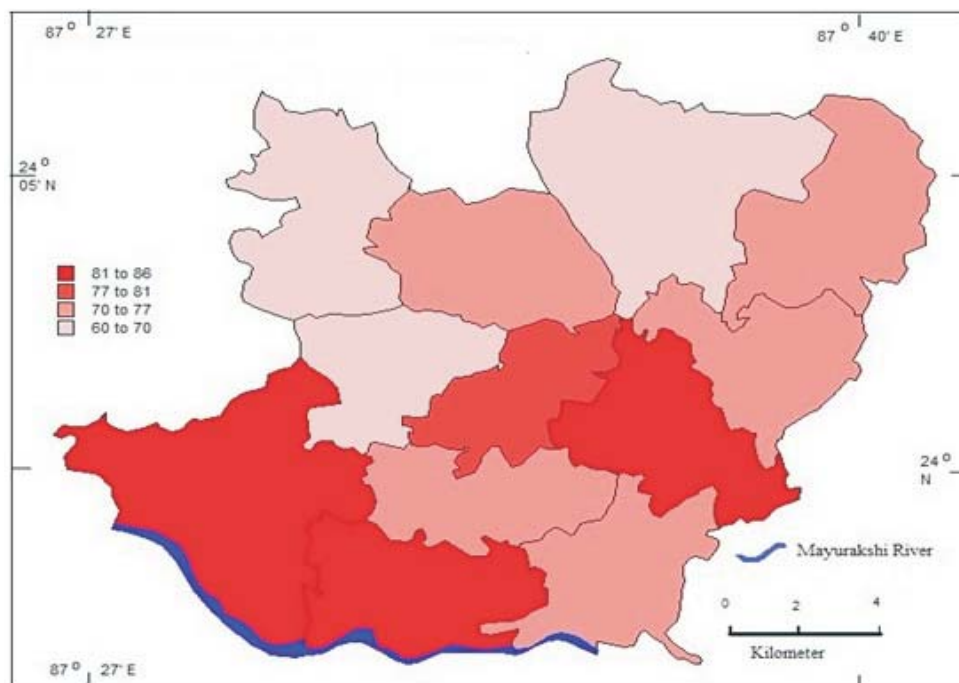 87 o 27' E
87 o 40' E
24 o
05' N
81 to 86
77 to 81
70 to 77
60 to 70
24 o
N
Mayurakshi River
0 2 4
Kilometer
87 o 27' E